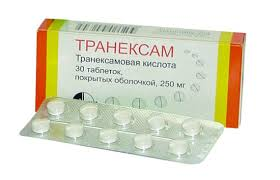 ТРАНЕКСАМ
Транексамовая кислота
30 таблеток,
покрытых оболочкой, 250 мг